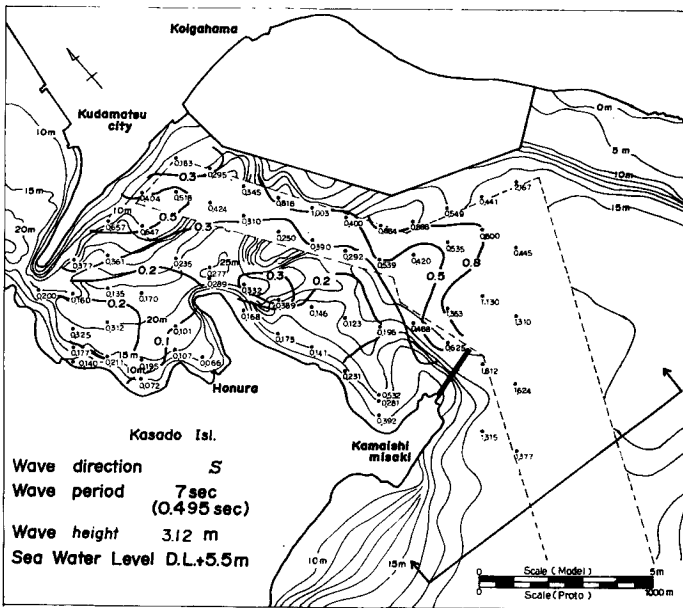 Koigahama
Kudamatsu
city
0m
10m
5 m
10m
15m
15m
20m
0.183
0.295
0.3
0.345
0.816
1.003
0.404
0.518
0.424
0.5
10m
0.657
0.647
0.3
0.310
0.250
0.390
0.400
0.484
0.549
0.441
0.535
0.800
0.445
0.377
0.361
0.2
0.235
25m
0.277
0.289
0.3
0.2
0.292
0.539
0.420
0.5
0.8
0.200
0.160
0.135
0.2
0.170
0.332
0.389
0.146
0.168
0.123
0.196
0.488
1.363
1.130
1.310
0.312
20m
0.101
0.1
0.325
0.173
0.141
0.625
0.177
15m
0.140
0.211
0.195
10m
0.107
0.066
0.072
0.231
0.532
0.281
0.392
1.812
1.624
1.315
1.377
Honura
Kasado Isl.
Kamaishi
misaki
Wave direction S
Wave period 7sec
(0.495sec)
Wave height 3.12 m
Sea Water Level D.L.+5.5m
10m
15m
0 Scale (Model) 5m
0 Scale (Proto) 1000m